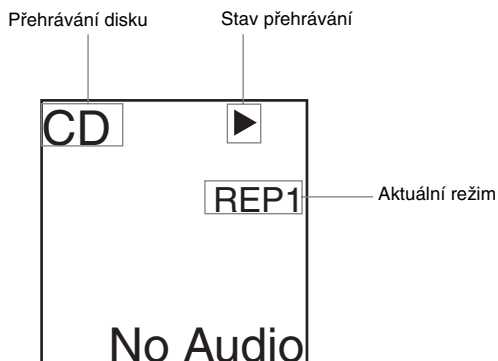 Přehrávání disku
Stav přehrávání
CD
REP1
Aktuální režim
No Audio